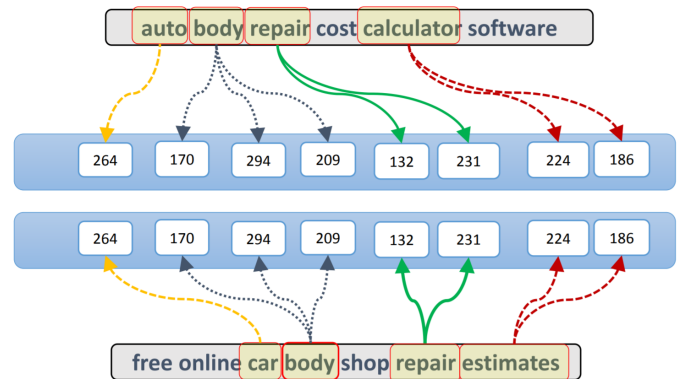 auto body repair cost calculator software
264 170 294 209 132 231 224 186
264 170 294 209 132 231 224 186
free online car body shop repair estimates